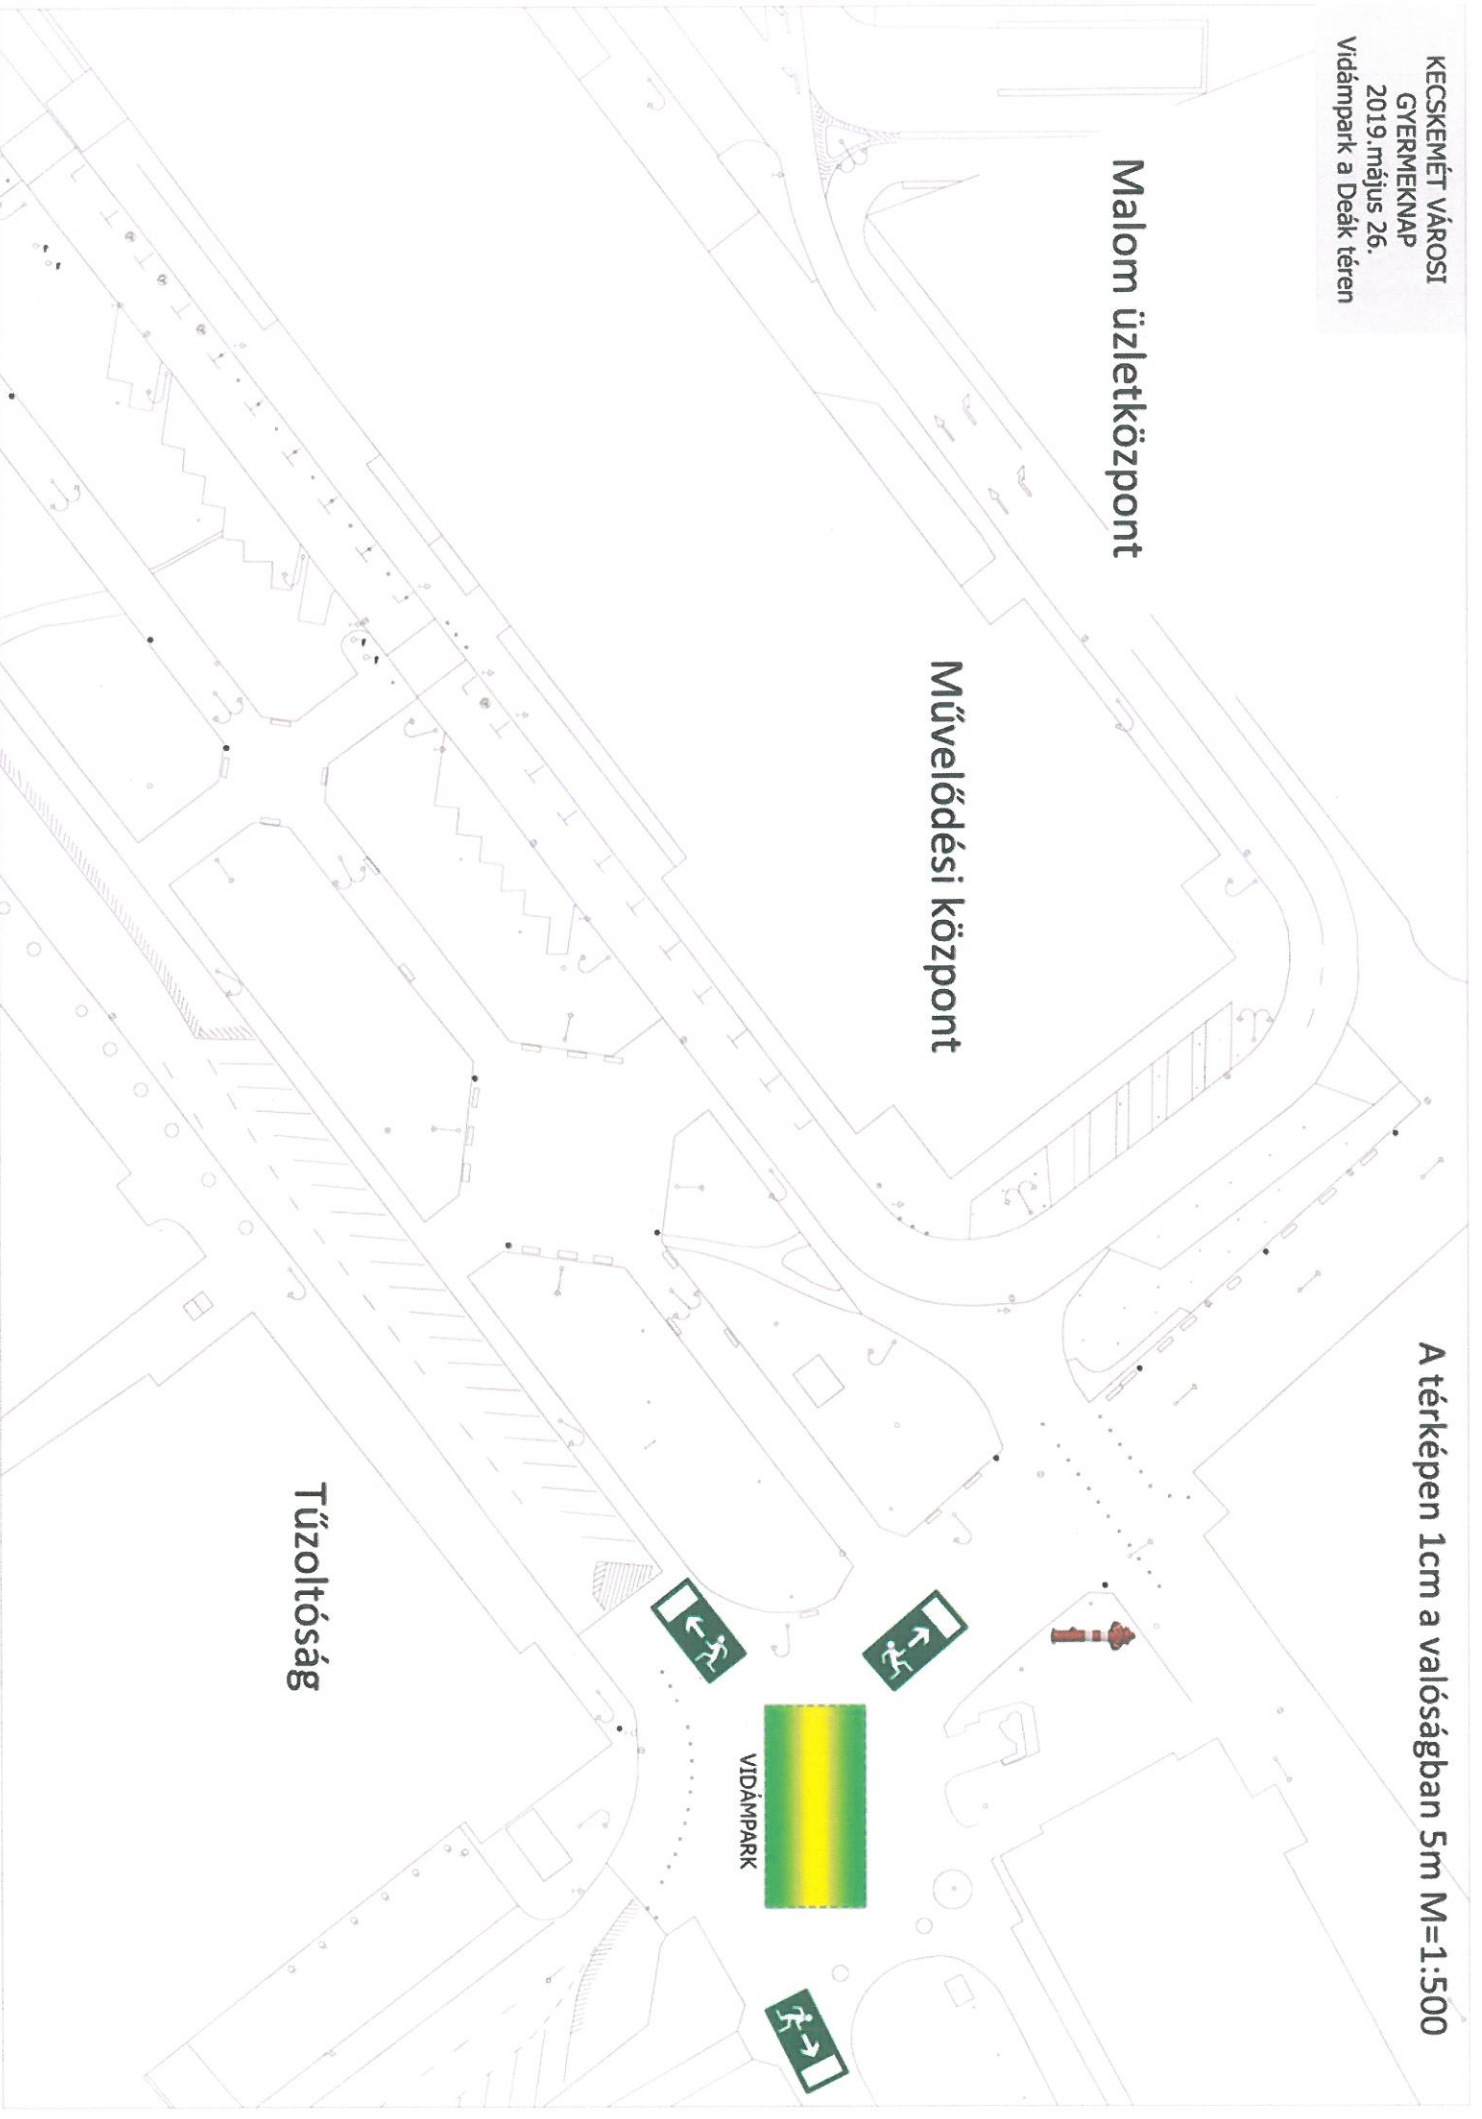 KECSKEMÉT VÁROSI
GYERMEKNAP
2019.május 26.
Vidámpark a Deák téren
A térképen 1cm a valóságban 5m M=1:500
Malom üzletközpont
Művelődési központ
Tűzoltóság
VIDÁMPARK